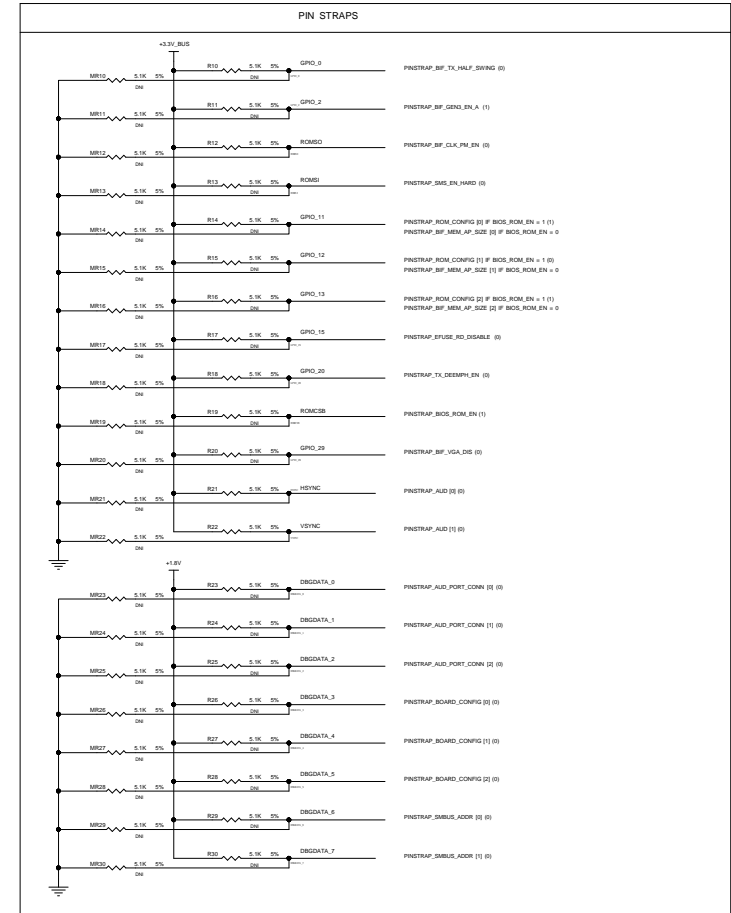 PIN STRAPS
+3.3V_BUS
R10 5.1K 5% GPIO_0 PINSTRAP_BIF_TX_HALF_SWING (0)
MR10 5.1K 5% DNI
DNI
R11 5.1K 5% GPIO_2 PINSTRAP_BIF_GEN3_EN_A (1)
MR11 5.1K 5% DNI
DNI
R12 5.1K 5% ROMSO PINSTRAP_BIF_CLK_PM_EN (0)
MR12 5.1K 5% DNI
DNI
R13 5.1K 5% ROMSI PINSTRAP_SMS_EN_HARD (0)
MR13 5.1K 5% DNI
DNI
R14 5.1K 5% GPIO_11 PINSTRAP_ROM_CONFIG [0] IF BIOS_ROM_EN = 1 (1)
MR14 5.1K 5% DNI PINSTRAP_BIF_MEM_AP_SIZE [0] IF BIOS_ROM_EN = 0
DNI
R15 5.1K 5% GPIO_12 PINSTRAP_ROM_CONFIG [1] IF BIOS_ROM_EN = 1 (0)
MR15 5.1K 5% DNI PINSTRAP_BIF_MEM_AP_SIZE [1] IF BIOS_ROM_EN = 0
DNI
R16 5.1K 5% GPIO_13 PINSTRAP_ROM_CONFIG [2] IF BIOS_ROM_EN = 1 (1)
MR16 5.1K 5% DNI PINSTRAP_BIF_MEM_AP_SIZE [2] IF BIOS_ROM_EN = 0
DNI
R17 5.1K 5% GPIO_15 PINSTRAP_EFUSE_RD_DISABLE (0)
MR17 5.1K 5% DNI
DNI
R18 5.1K 5% GPIO_20 PINSTRAP_TX_DEEMPH_EN (0)
MR18 5.1K 5% DNI
DNI
R19 5.1K 5% ROMCSB PINSTRAP_BIOS_ROM_EN (1)
MR19 5.1K 5% DNI
DNI
R20 5.1K 5% GPIO_29 PINSTRAP_BIF_VGA_DIS (0)
MR20 5.1K 5% DNI
DNI
R21 5.1K 5% HSYNC PINSTRAP_AUD [0] (0)
MR21 5.1K 5% DNI
DNI
R22 5.1K 5% VSYNC PINSTRAP_AUD [1] (0)
MR22 5.1K 5% DNI
DNI
+1.8V
R23 5.1K 5% DBGDATA_0 PINSTRAP_AUD_PORT_CONN [0] (0)
MR23 5.1K 5% DNI
DNI
R24 5.1K 5% DBGDATA_1 PINSTRAP_AUD_PORT_CONN [1] (0)
MR24 5.1K 5% DNI
DNI
R25 5.1K 5% DBGDATA_2 PINSTRAP_AUD_PORT_CONN [2] (0)
MR25 5.1K 5% DNI
DNI
R26 5.1K 5% DBGDATA_3 PINSTRAP_BOARD_CONFIG [0] (0)
MR26 5.1K 5% DNI
DNI
R27 5.1K 5% DBGDATA_4 PINSTRAP_BOARD_CONFIG [1] (0)
MR27 5.1K 5% DNI
DNI
R28 5.1K 5% DBGDATA_5 PINSTRAP_BOARD_CONFIG [2] (0)
MR28 5.1K 5% DNI
DNI
R29 5.1K 5% DBGDATA_6 PINSTRAP_SMBUS_ADDR [0] (0)
MR29 5.1K 5% DNI
DNI
R30 5.1K 5% DBGDATA_7 PINSTRAP_SMBUS_ADDR [1] (0)
MR30 5.1K 5% DNI
DNI